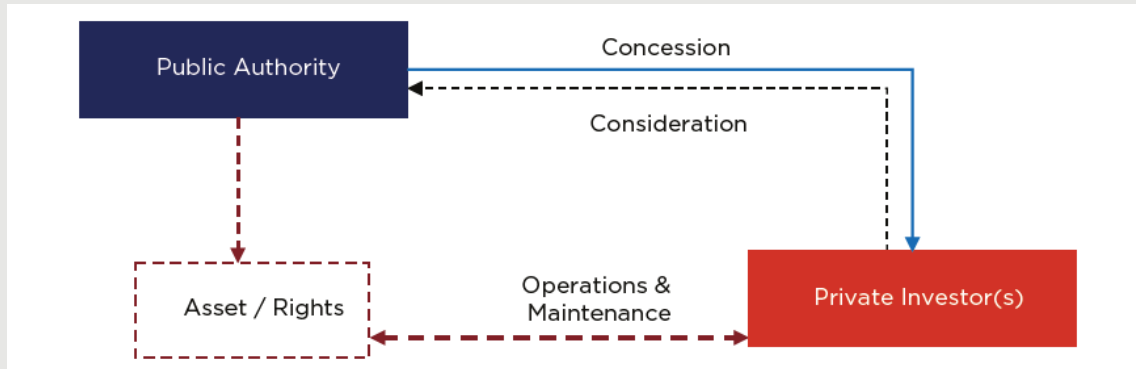 Public Authority
Concession
Consideration
Asset / Rights
Operations &
Maintenance
Private Investor(s)